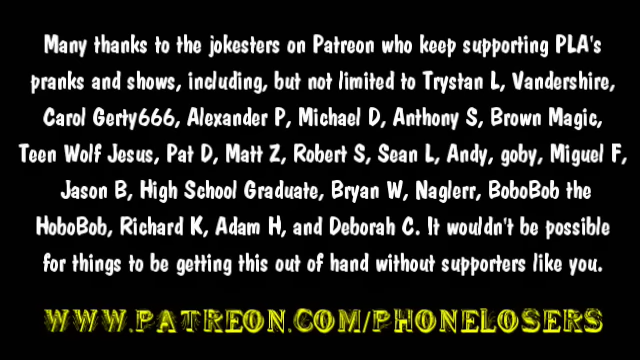 Many thanks to the jokesters on Patreon who keep supporting PLA's
pranks and shows, including, but not limited to Trystan L, Vandershire,
Carol Gerty666, Alexander P, Michael D, Anthony S, Brown Magic,
Teen Wolf Jesus, Pat D, Matt Z, Robert S, Sean L, Andy, goby, Miguel F,
Jason B, High School Graduate, Bryan W, Naglerr, BoboBob the
HoboBob, Richard K, Adam H, and Deborah C. It wouldn't be possible
for things to be getting this out of hand without supporters like you.
WWW.PATREON.COM/PHONELOSERS